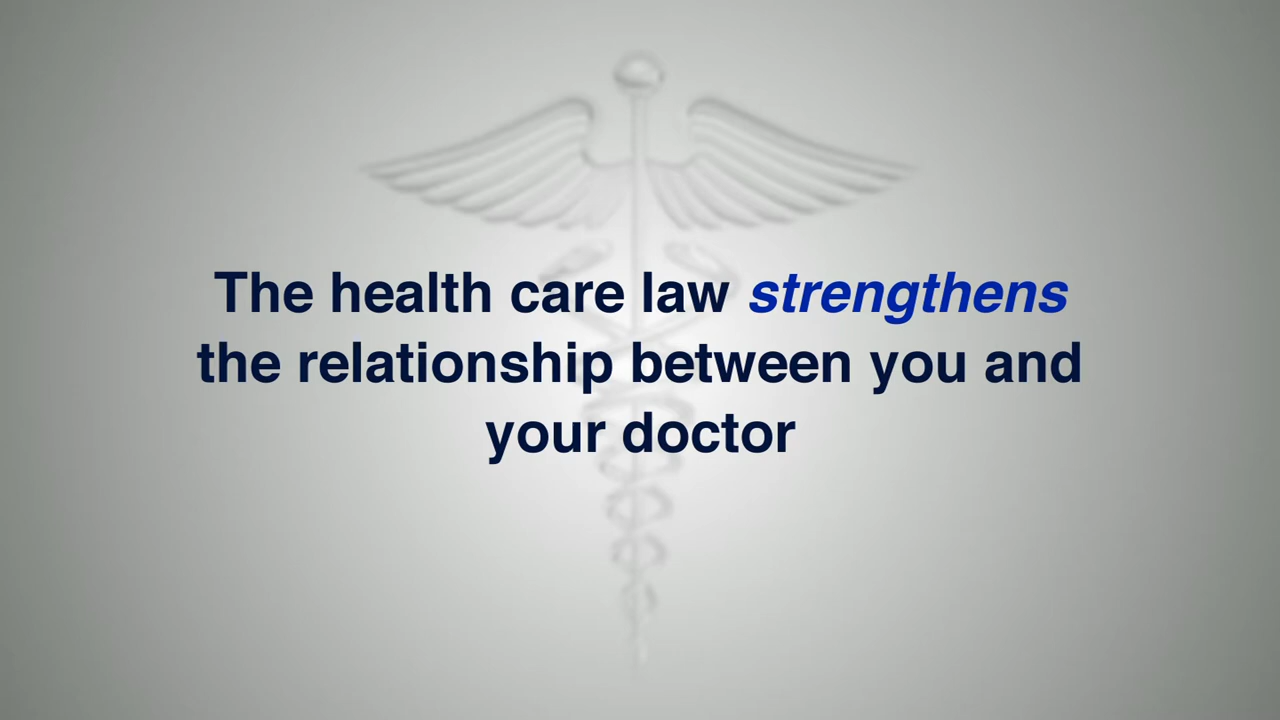 The health care law strengthens
the relationship between you and
your doctor